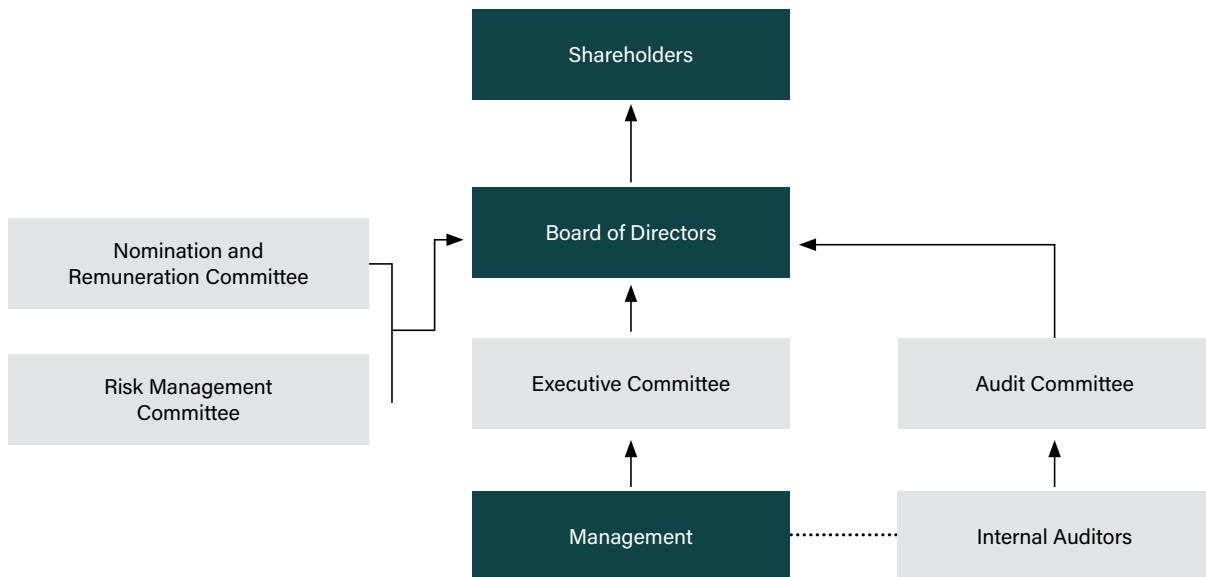 Shareholders
Board of Directors
Nomination and
Remuneration Committee
Risk Management
Committee
Executive Committee
Audit Committee
Management
Internal Auditors